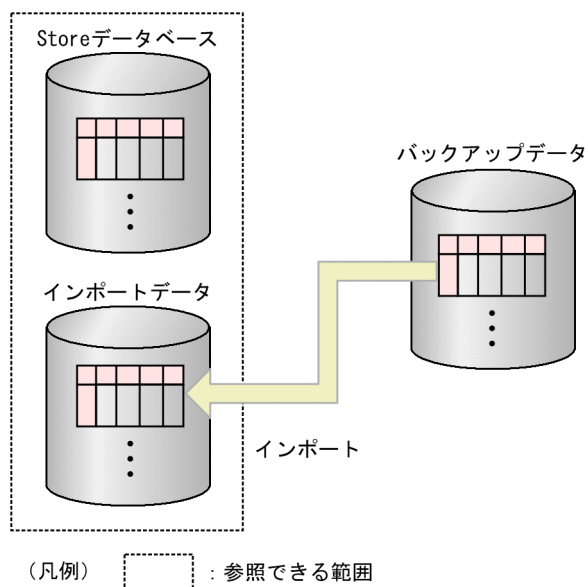 Storeデータベース
バックアップデータ
インポートデータ
インポート
（凡例） ：参照できる範囲